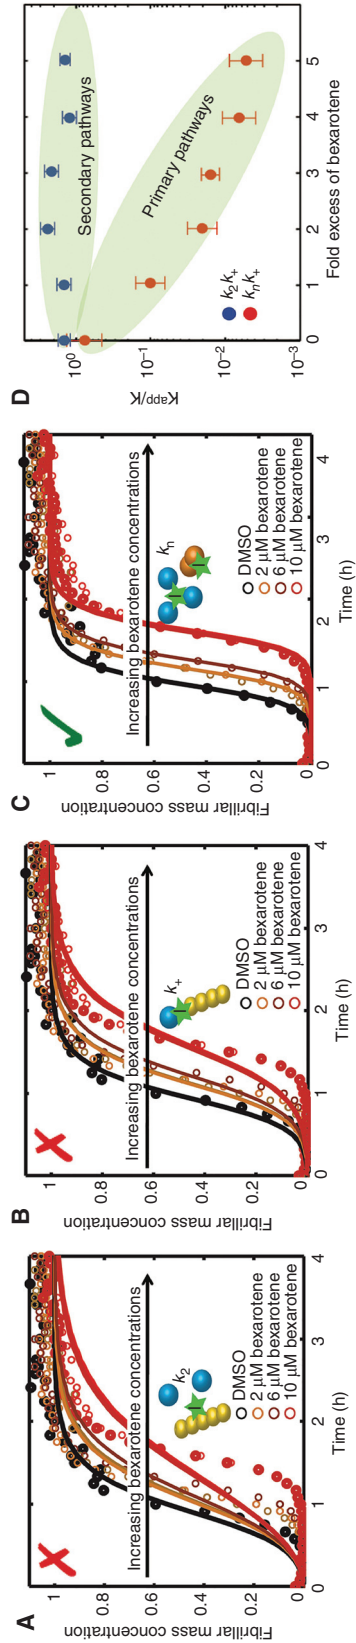 A
Fibrillar mass concentration
1
0.8
0.6
0.4
0.2
0
Increasing bexarotene concentrations
k2
I
DMSO
2 µM bexarotene
6 µM bexarotene
10 µM bexarotene
0 1 2 3 4
Time (h)
B
Fibrillar mass concentration
1
0.8
0.6
0.4
0.2
0
Increasing bexarotene concentrations
k+
I
DMSO
2 µM bexarotene
6 µM bexarotene
10 µM bexarotene
0 1 2 3 4
Time (h)
C
Fibrillar mass concentration
1
0.8
0.6
0.4
0.2
0
Increasing bexarotene concentrations
kn
I
I
DMSO
2 µM bexarotene
6 µM bexarotene
10 µM bexarotene
0 1 2 3 4
Time (h)
D
Kapp/K
10^0
10^-1
10^-2
10^-3
Secondary pathways
Primary pathways
k2k+
knk+
0 1 2 3 4 5
Fold excess of bexarotene